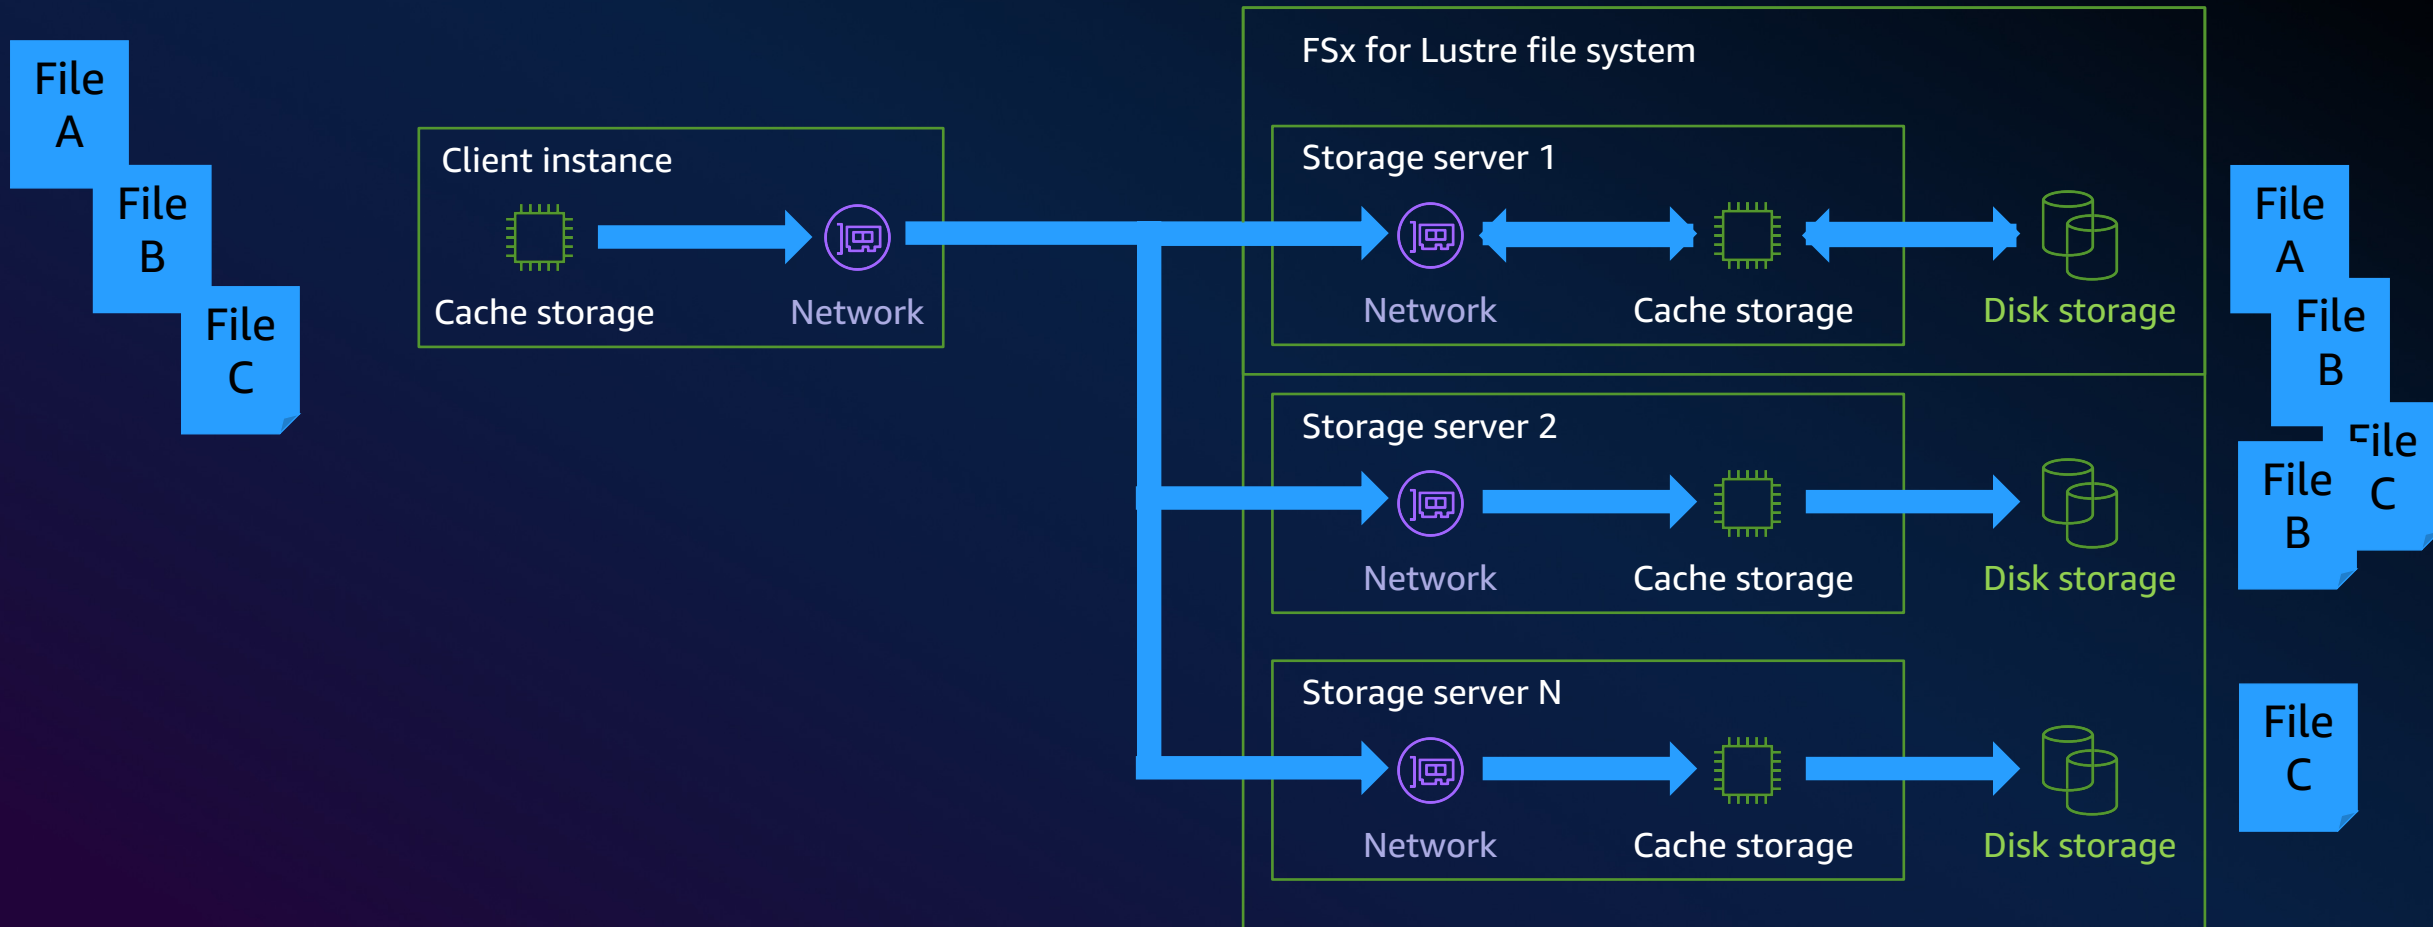 File
A
File
B
File
C
Client instance
Cache storage
Network
FSx for Lustre file system
Storage server 1
Network
Cache storage
Disk storage
File
A
File
B
File
C
Storage server 2
Network
Cache storage
Disk storage
File
B
Storage server N
Network
Cache storage
Disk storage
File
C